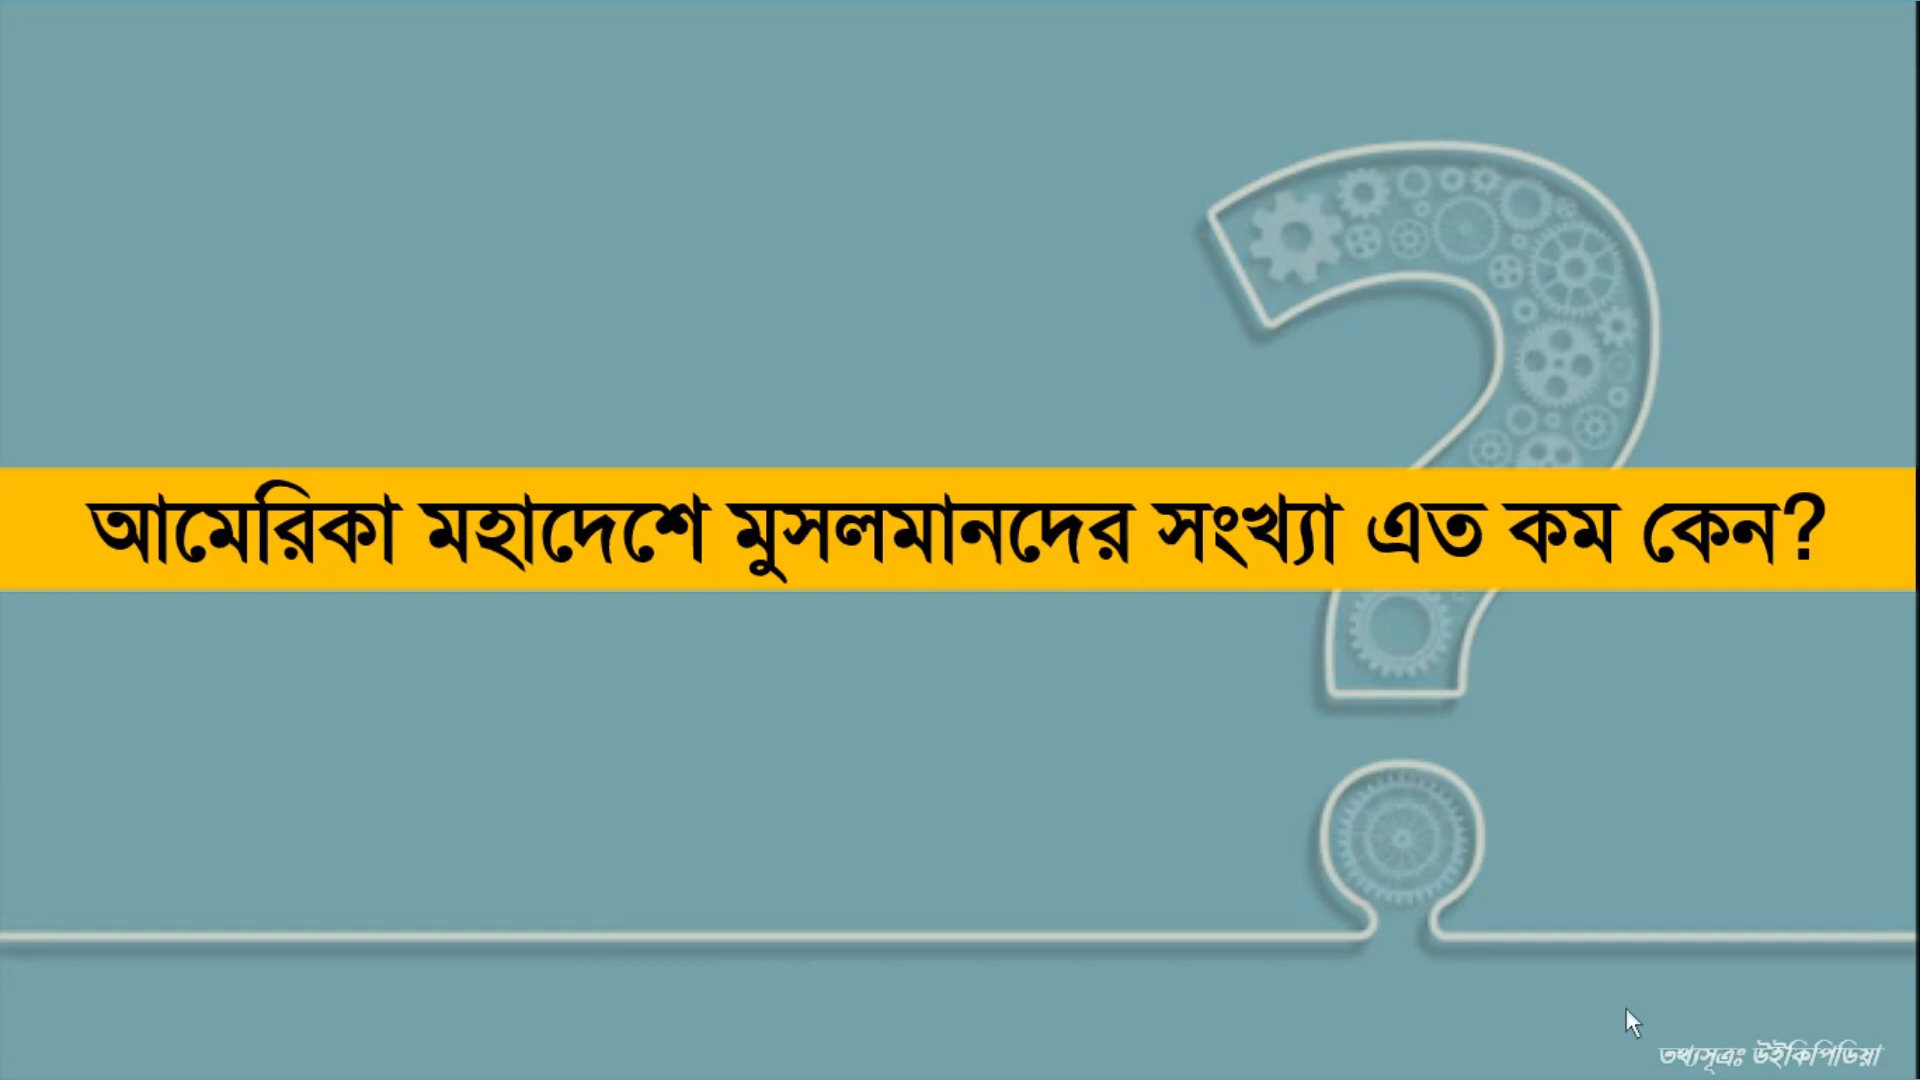 আমেরিকা মহাদেশে মুসলমানদের সংখ্যা এত কম কেন?
তথ্যসূত্রঃ উইকিপিডিয়া